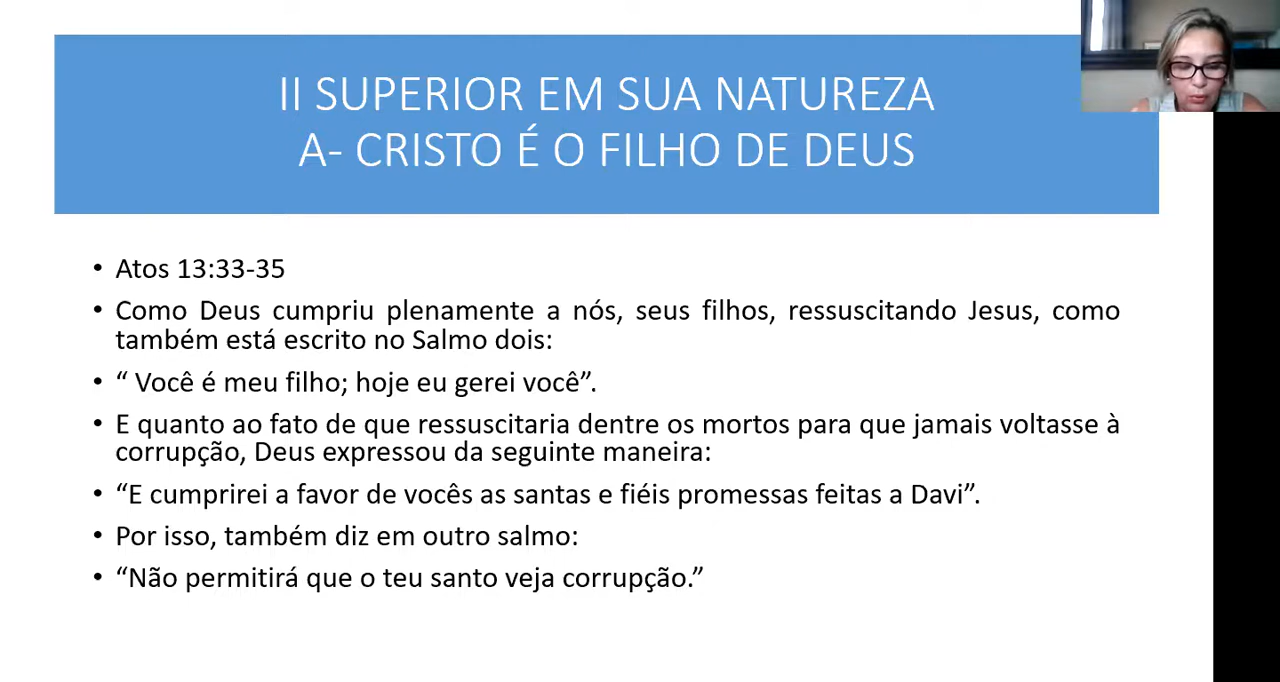 II SUPERIOR EM SUA NATUREZA
A- CRISTO É O FILHO DE DEUS
• Atos 13:33-35
• Como Deus cumpriu plenamente a nós, seus filhos, ressuscitando Jesus, como
também está escrito no Salmo dois:
• “ Você é meu filho; hoje eu gerei você”.
• E quanto ao fato de que ressuscitaria dentre os mortos para que jamais voltasse à
corrupção, Deus expressou da seguinte maneira:
• “E cumprirei a favor de vocês as santas e fiéis promessas feitas a Davi”.
• Por isso, também diz em outro salmo:
• “Não permitirá que o teu santo veja corrupção.”